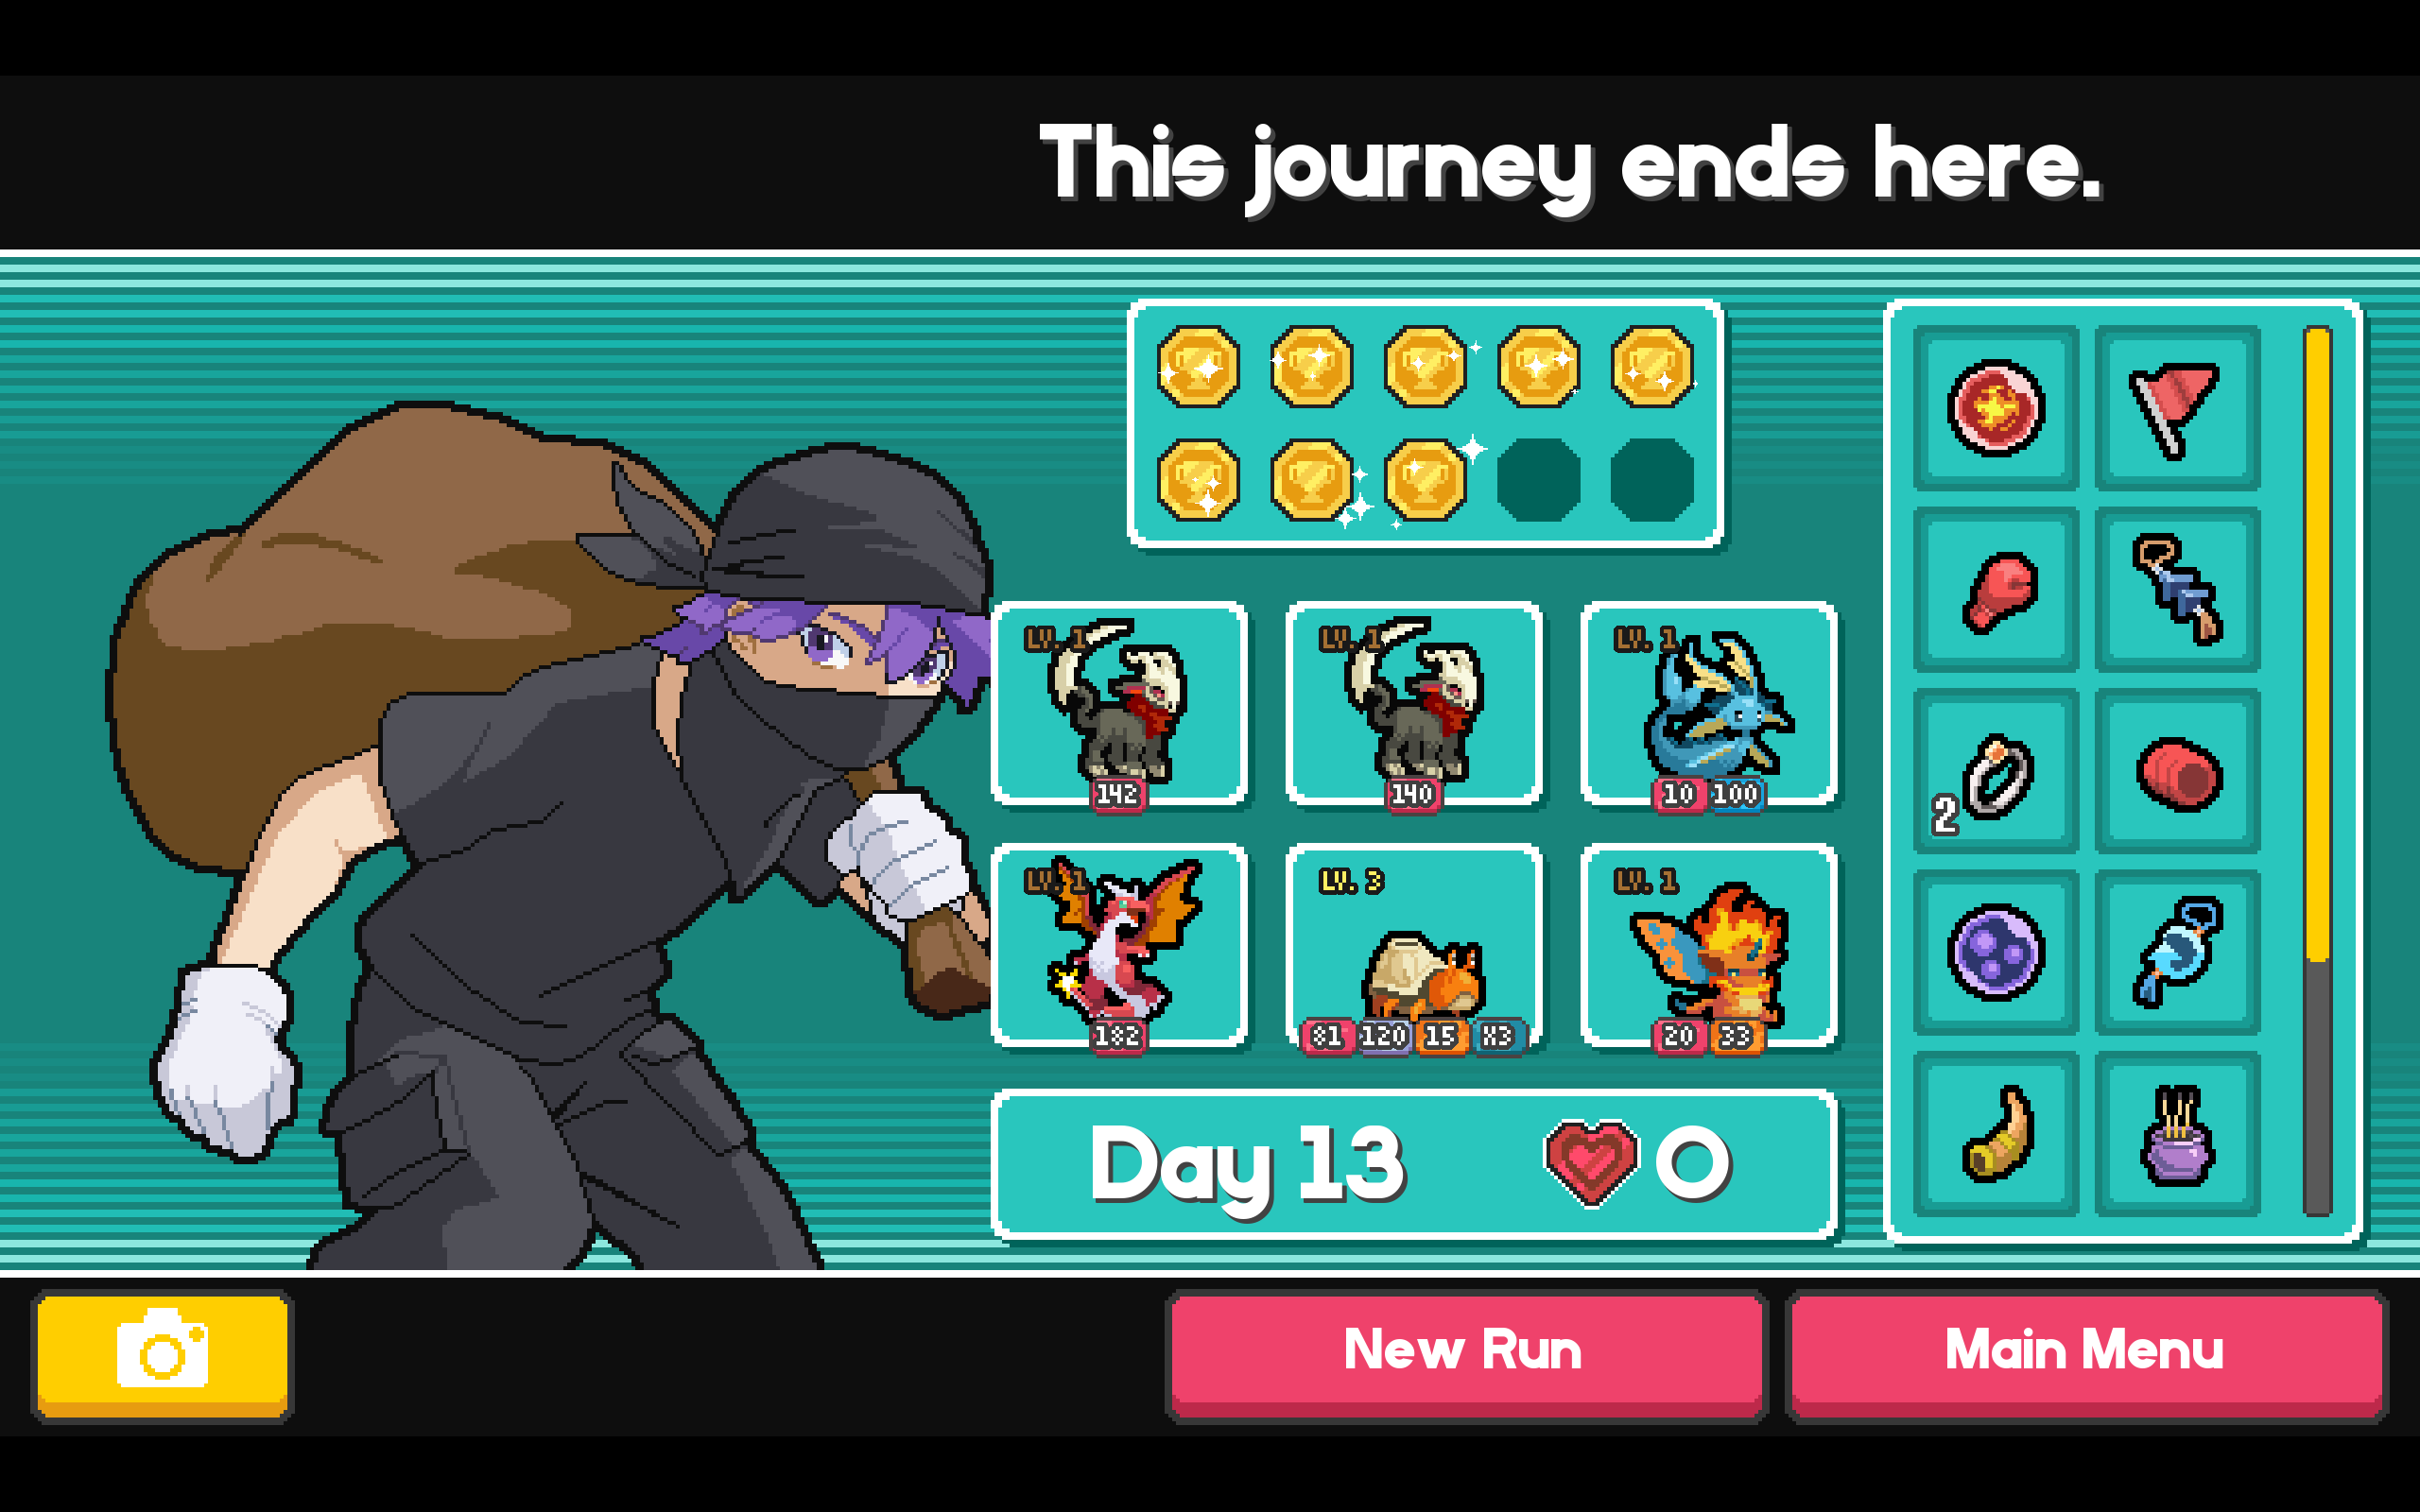 This journey ends here.
LV. 1
LV. 1
LV. 1
142
140
10 100
LV. 1
LV. 3
LV. 1
182
81 120 15 X3
20 33
2
Day 13
0
New Run
Main Menu